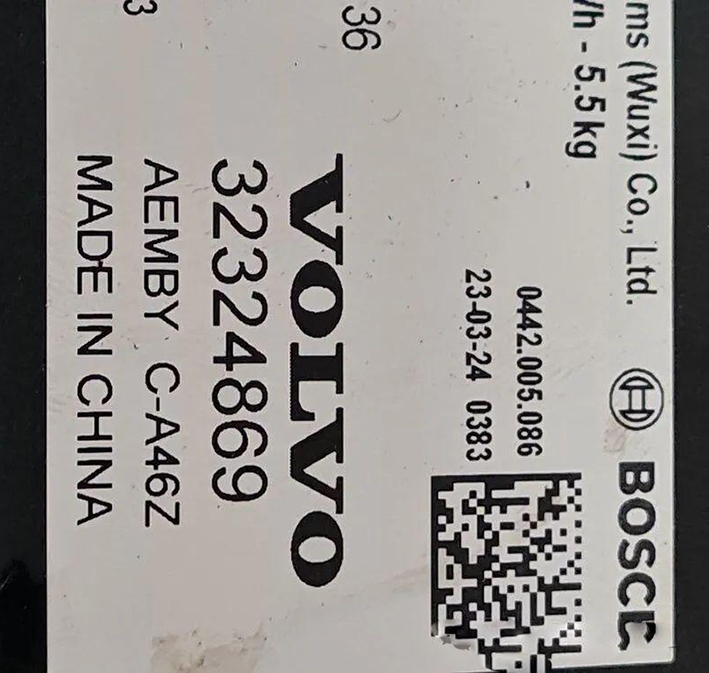 ms (Wuxi) Co., Ltd. BOSCH
/h - 5.5 kg
0442.005.086
23-03-24 0383
36
VOLVO
32324869
AEMBY C-A46Z
3
MADE IN CHINA